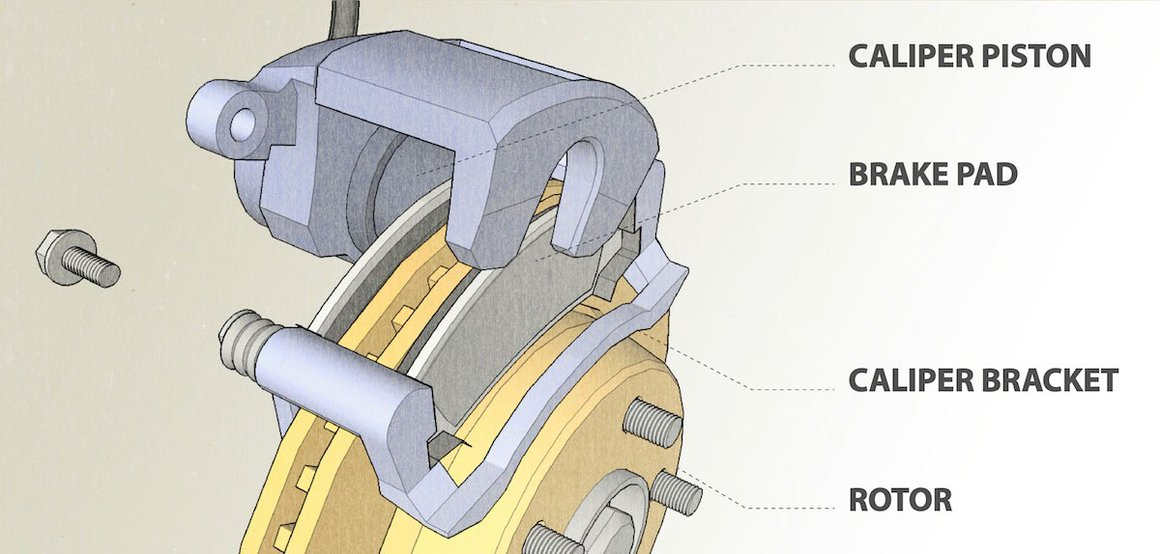 CALIPER PISTON
BRAKE PAD
CALIPER BRACKET
ROTOR